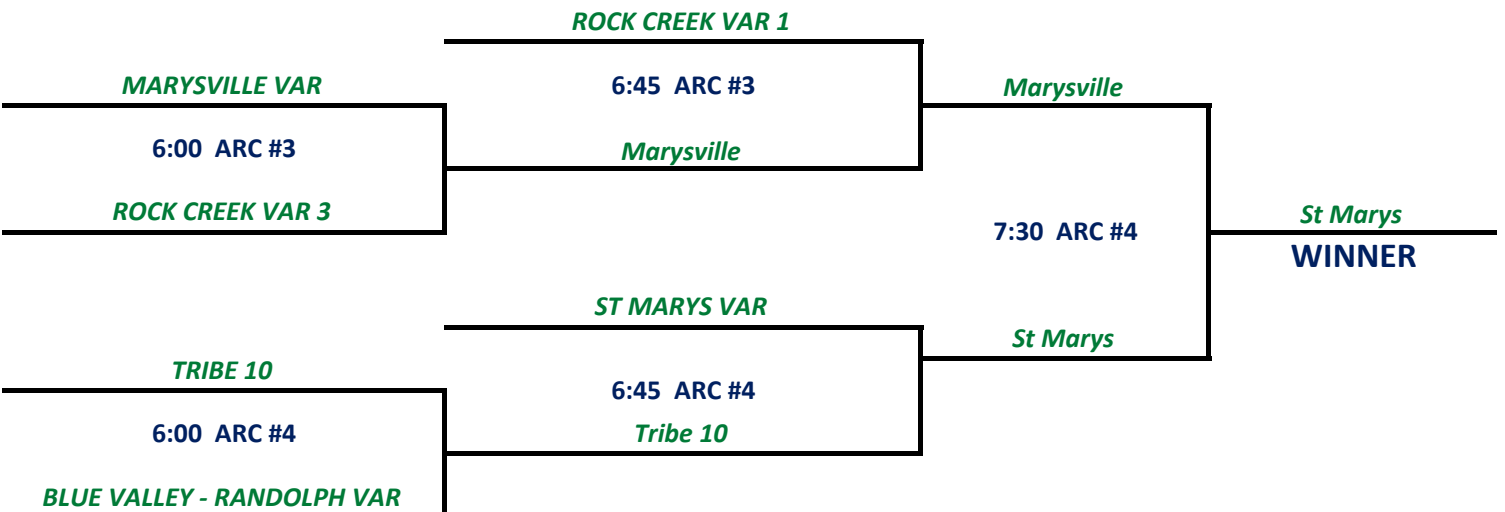 ROCK CREEK VAR 1
MARYSVILLE VAR
6:45 ARC #3
Marysville
6:00 ARC #3
Marysville
ROCK CREEK VAR 3
7:30 ARC #4
St Marys
WINNER
ST MARYS VAR
St Marys
TRIBE 10
6:45 ARC #4
6:00 ARC #4
Tribe 10
BLUE VALLEY - RANDOLPH VAR